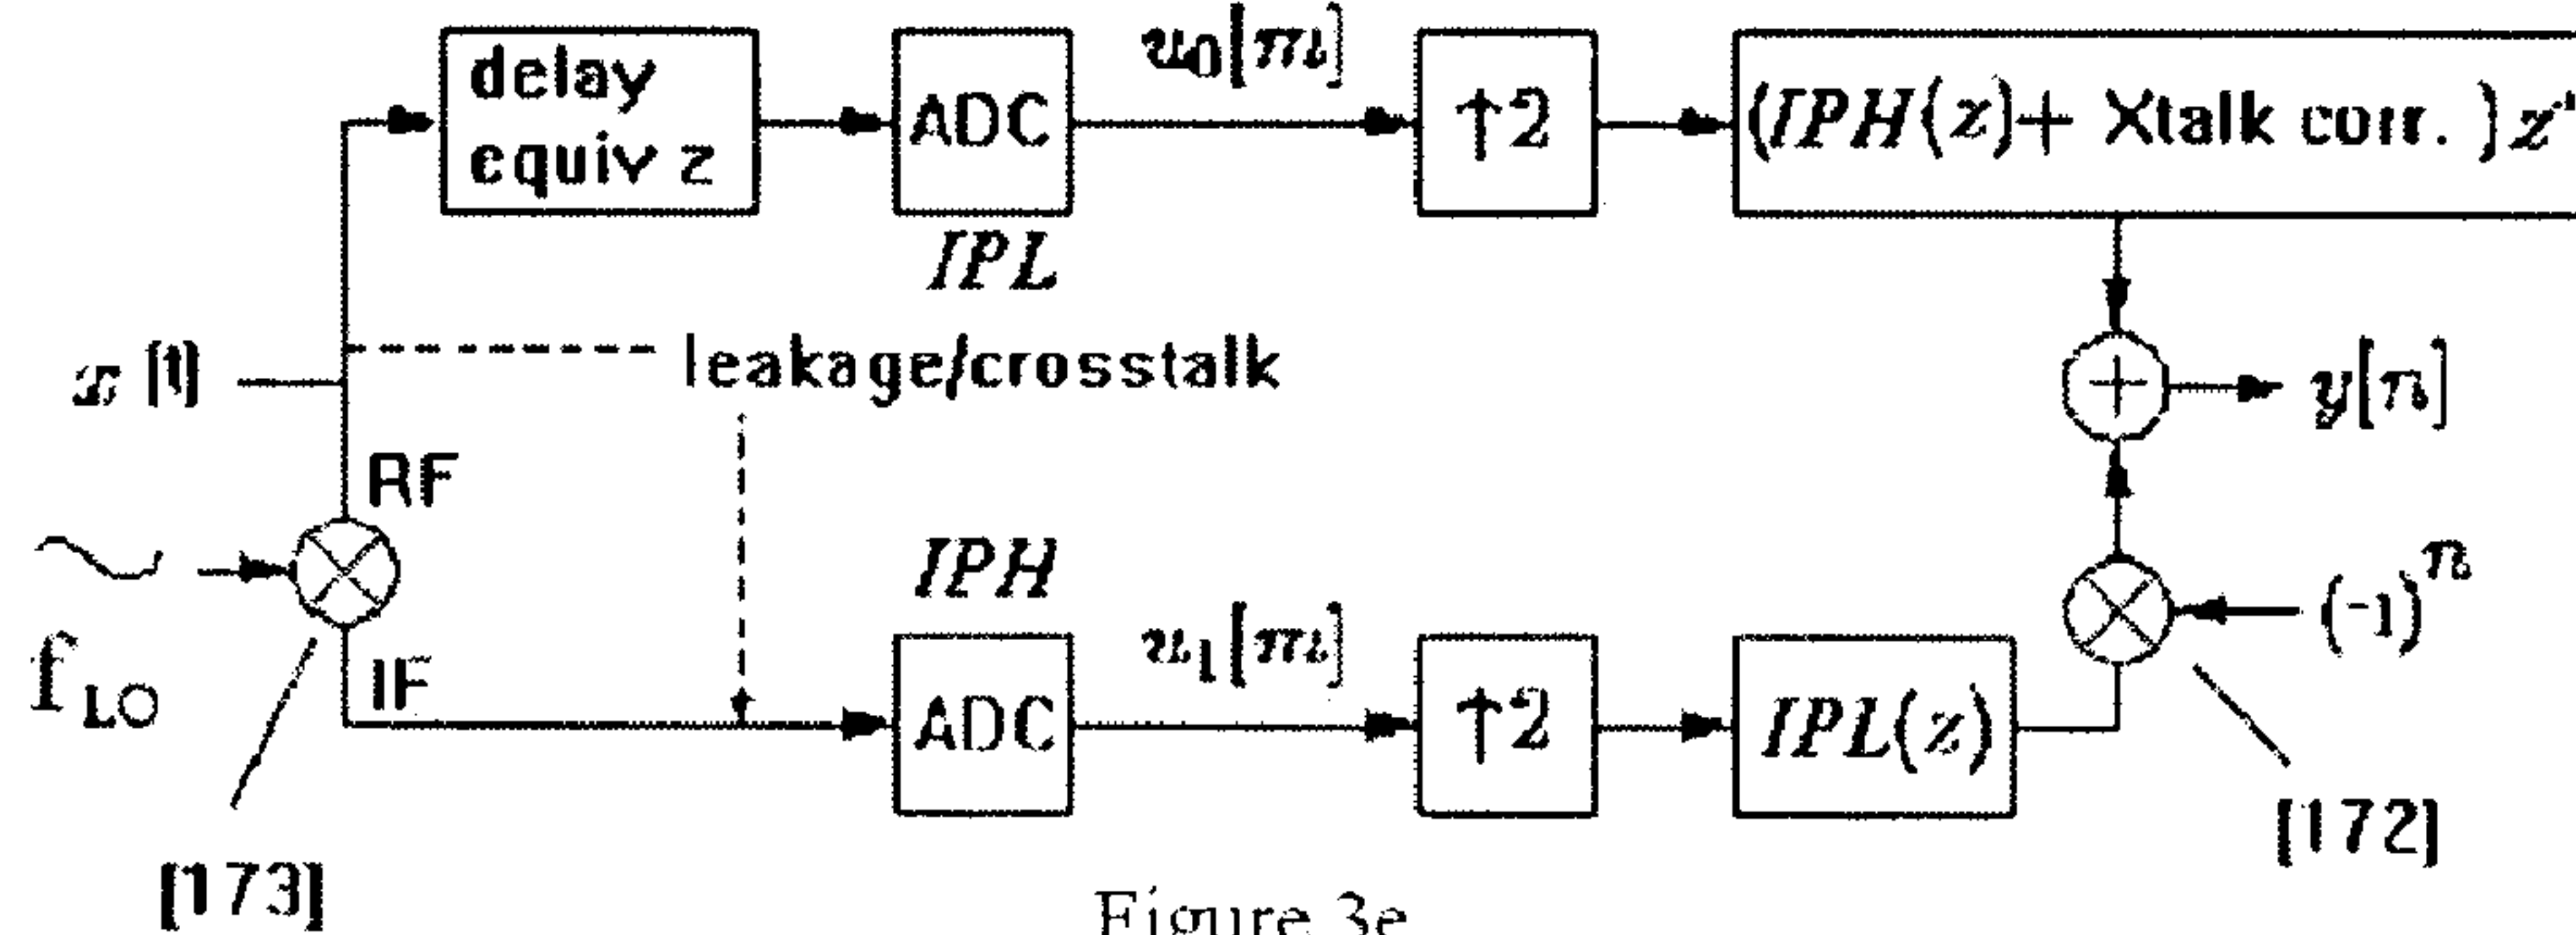 delay
equiv z
ADC
u0[m]
↑2
(IPH(z)+ Xtalk corr. )z
IPL
x(t)
leakage/crosstalk
y[n]
RF
fLO
IF
IPH
ADC
u1[m]
↑2
IPL(z)
(-1)^n
[173]
[172]
Figure 3e